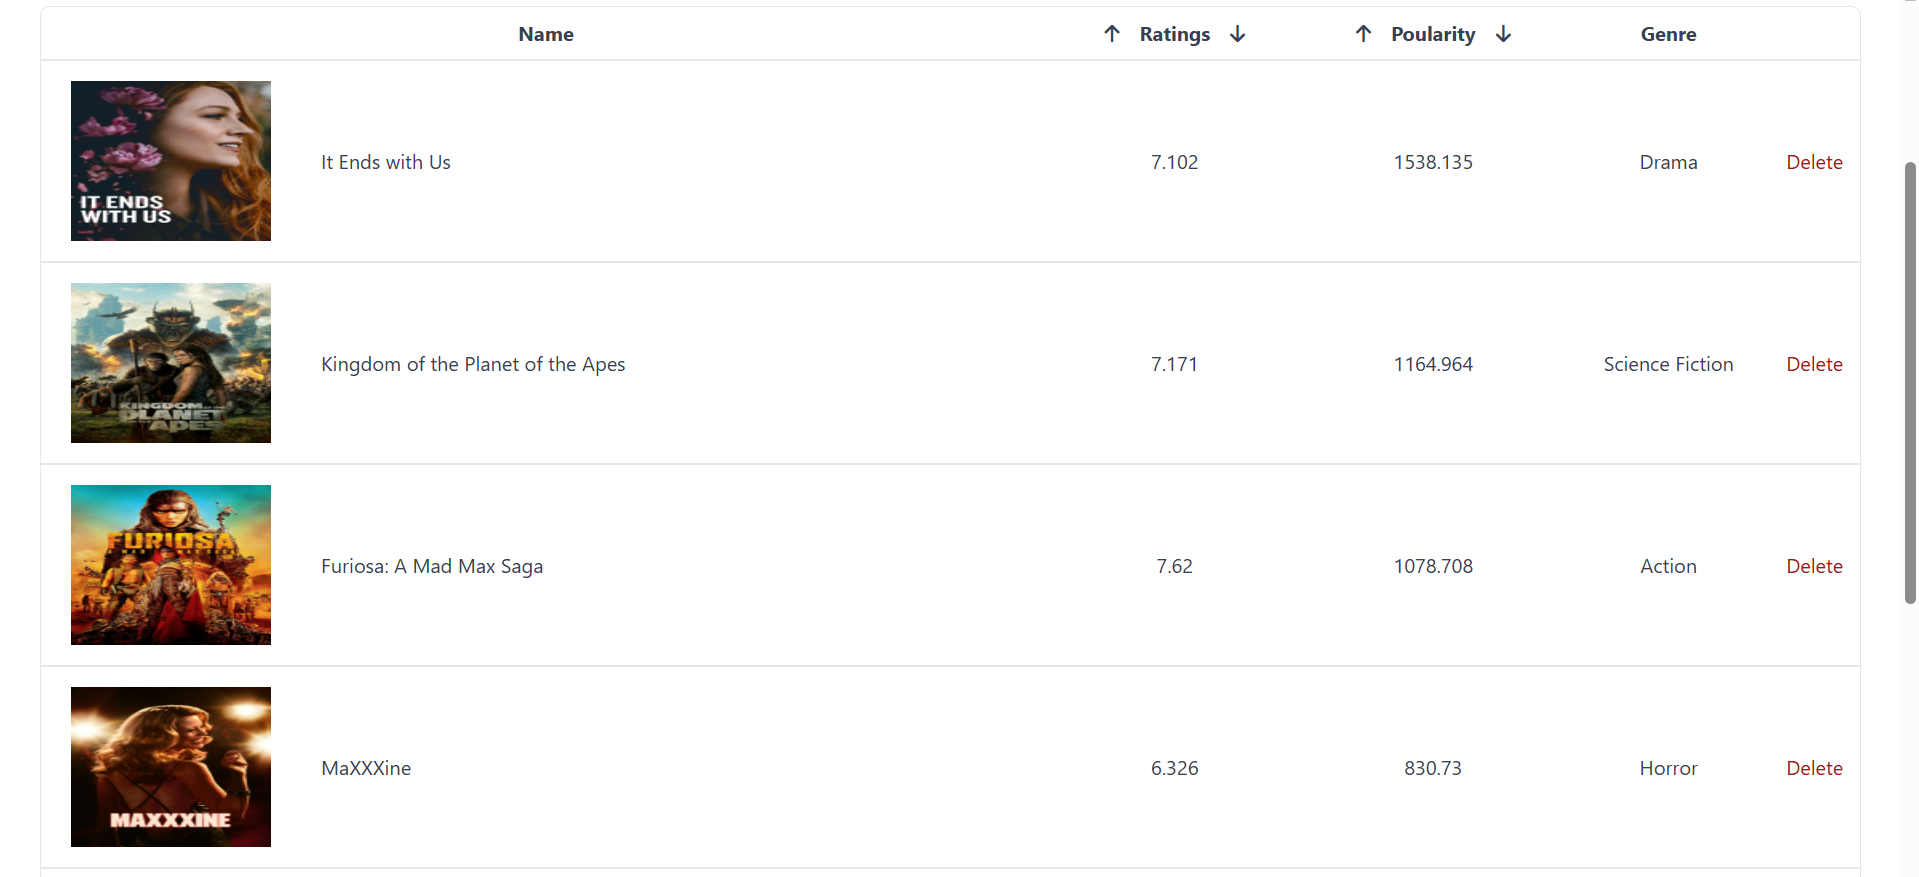 Name ↑ Ratings ↓ ↑ Poularity ↓ Genre
IT ENDS
WITH US
It Ends with Us 7.102 1538.135 Drama Delete
KINGDOM
PLANET
APES
Kingdom of the Planet of the Apes 7.171 1164.964 Science Fiction Delete
FURIOSA
Furiosa: A Mad Max Saga 7.62 1078.708 Action Delete
MAXXXINE
MaXXXine 6.326 830.73 Horror Delete